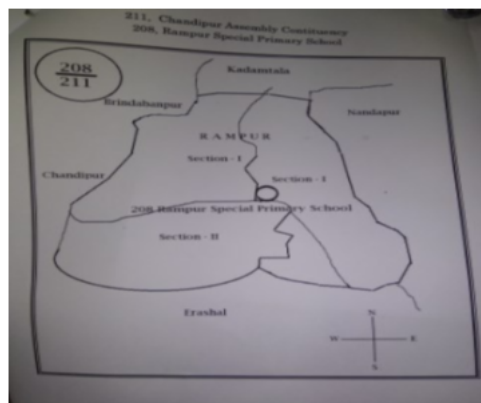 211, Chandipur Assembly Contituency
208, Rampur Special Primary School
208
211
Kadamtala
Brindabanpur
Nandapur
RAMPUR
Section - I
Chandipur
Section - I
208 Rampur Special Primary School
Section - II
Erashal
N
W
E
S